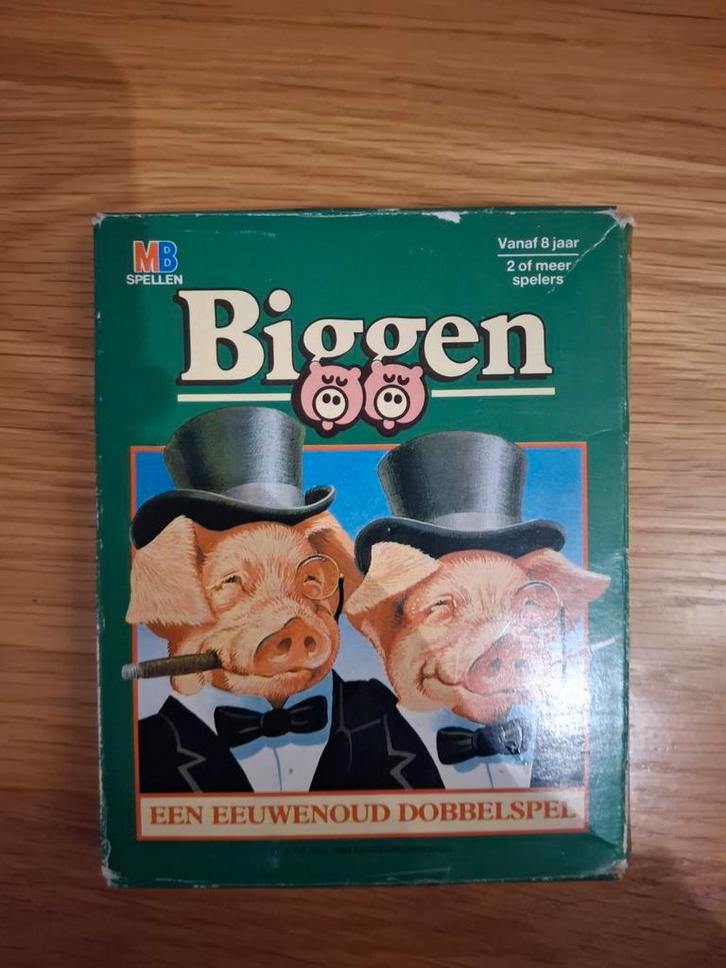 MB
SPELLEN
Vanaf 8 jaar
2 of meer
spelers
Biggen
EEN EEUWENOUD DOBBELSPEL